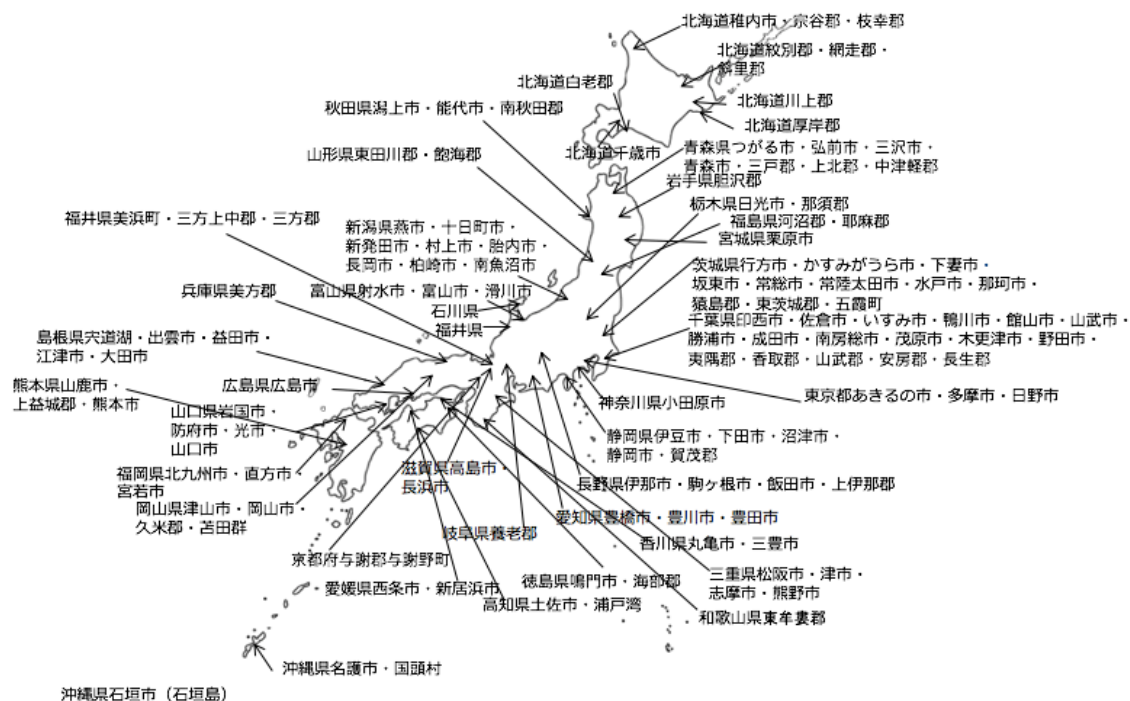 北海道稚内市・宗谷郡・枝幸郡
北海道紋別郡・網走郡・
斜里郡
北海道白老郡
北海道川上郡
秋田県潟上市・能代市・南秋田郡
北海道厚岸郡
北海道千歳市
青森県つがる市・弘前市・三沢市・
青森市・三戸郡・上北郡・中津軽郡
山形県東田川郡・飽海郡
岩手県胆沢郡
栃木県日光市・那須郡
福島県河沼郡・耶麻郡
宮城県栗原市
福井県美浜町・三方上中郡・三方郡
新潟県燕市・十日町市・
新発田市・村上市・胎内市・
長岡市・柏崎市・南魚沼市
茨城県行方市・かすみがうら市・下妻市・
坂東市・常総市・常陸太田市・水戸市・那珂市・
猿島郡・東茨城郡・五霞町
兵庫県美方郡
富山県射水市・富山市・滑川市
石川県
福井県
千葉県印西市・佐倉市・いすみ市・鴨川市・館山市・山武市・
勝浦市・成田市・南房総市・茂原市・木更津市・野田市・
夷隅郡・香取郡・山武郡・安房郡・長生郡
島根県宍道湖・出雲市・益田市・
江津市・大田市
熊本県山鹿市・
上益城郡・熊本市
広島県広島市
山口県岩国市・
防府市・光市・
山口市
東京都あきるの市・多摩市・日野市
神奈川県小田原市
静岡県伊豆市・下田市・沼津市・
静岡市・賀茂郡
福岡県北九州市・直方市・
宮若市
滋賀県高島市・
長浜市
長野県伊那市・駒ヶ根市・飯田市・上伊那郡
岡山県津山市・岡山市・
久米郡・苫田群
愛知県豊橋市・豊川市・豊田市
岐阜県養老郡
香川県丸亀市・三豊市
京都府与謝郡与謝野町
徳島県鳴門市・海部郡
三重県松阪市・津市・
志摩市・熊野市
愛媛県西条市・新居浜市
高知県土佐市・浦戸湾
和歌山県東牟婁郡
沖縄県名護市・国頭村
沖縄県石垣市（石垣島）